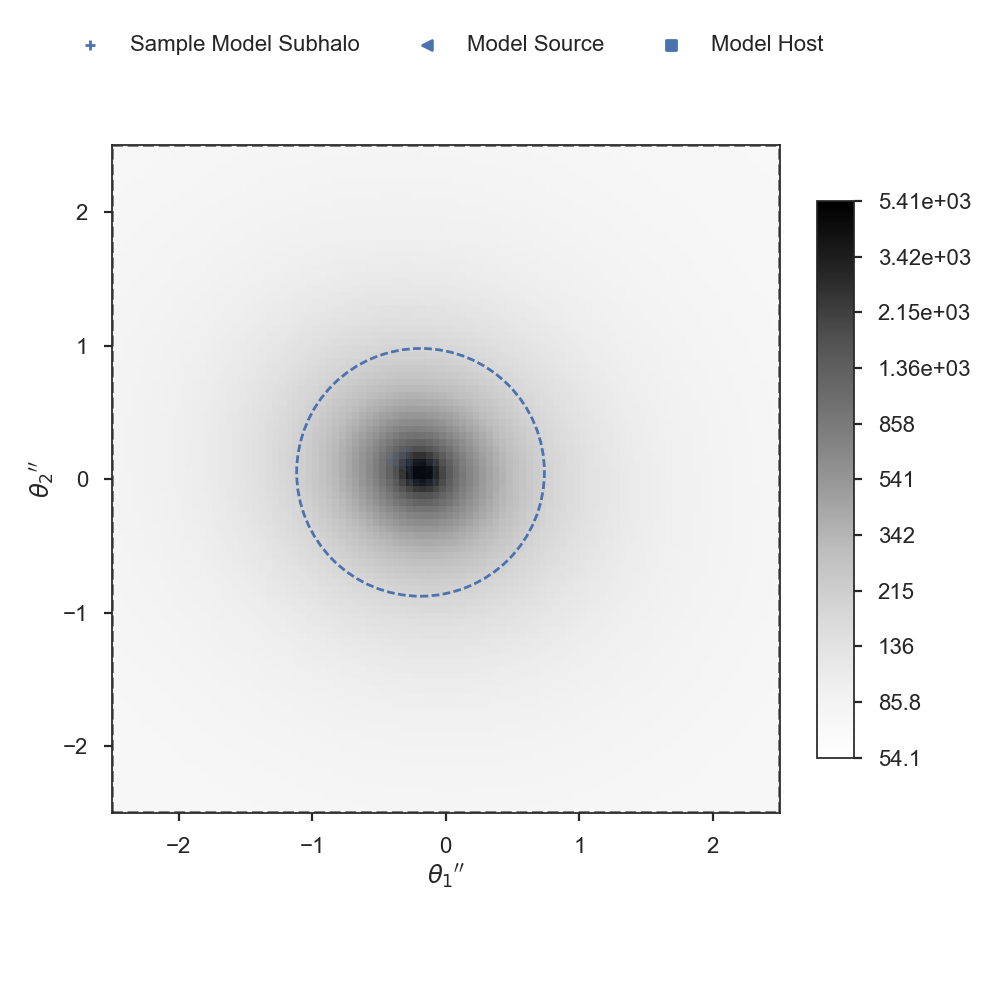 Sample Model Subhalo Model Source Model Host
5.41e+03
3.42e+03
2.15e+03
1.36e+03
858
541
342
215
136
85.8
54.1
2
1
0
−1
−2
θ₂″
−2 −1 0 1 2
θ₁″